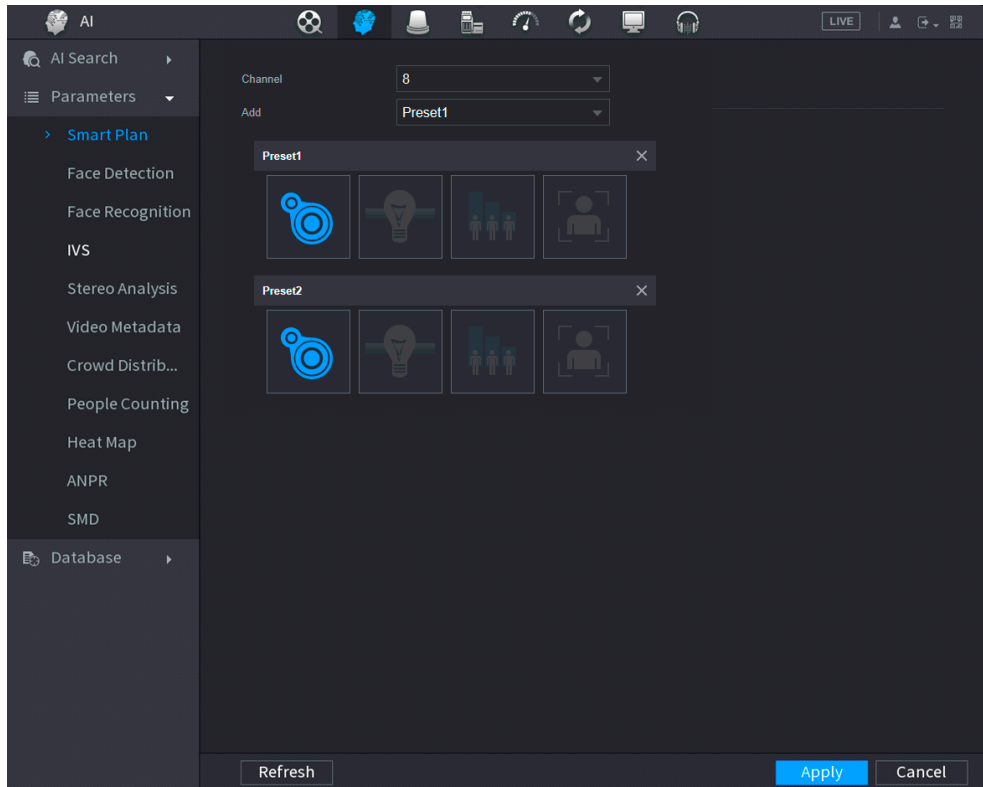 AI
LIVE
AI Search
Parameters
Smart Plan
Face Detection
Face Recognition
IVS
Stereo Analysis
Video Metadata
Crowd Distrib...
People Counting
Heat Map
ANPR
SMD
Database
Channel 8
Add Preset1
Preset1
Preset2
Refresh Apply Cancel